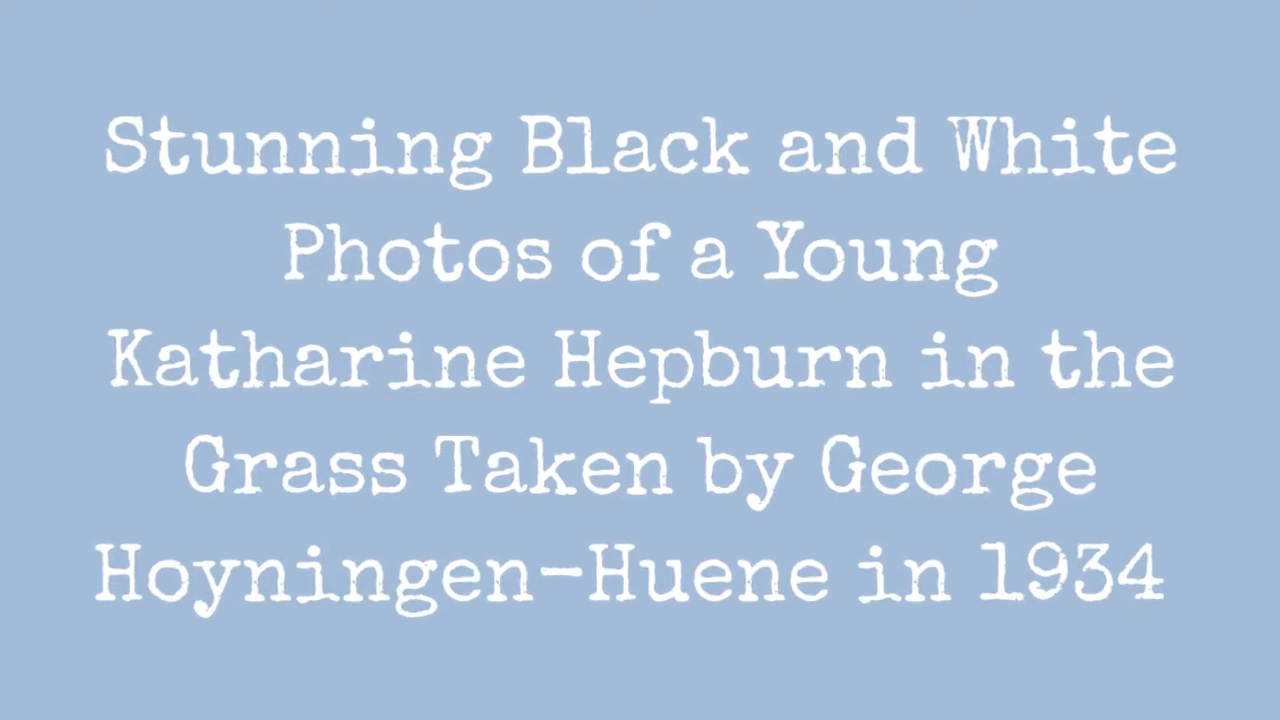 Stunning Black and White
Photos of a Young
Katharine Hepburn in the
Grass Taken by George
Hoyningen-Huene in 1934